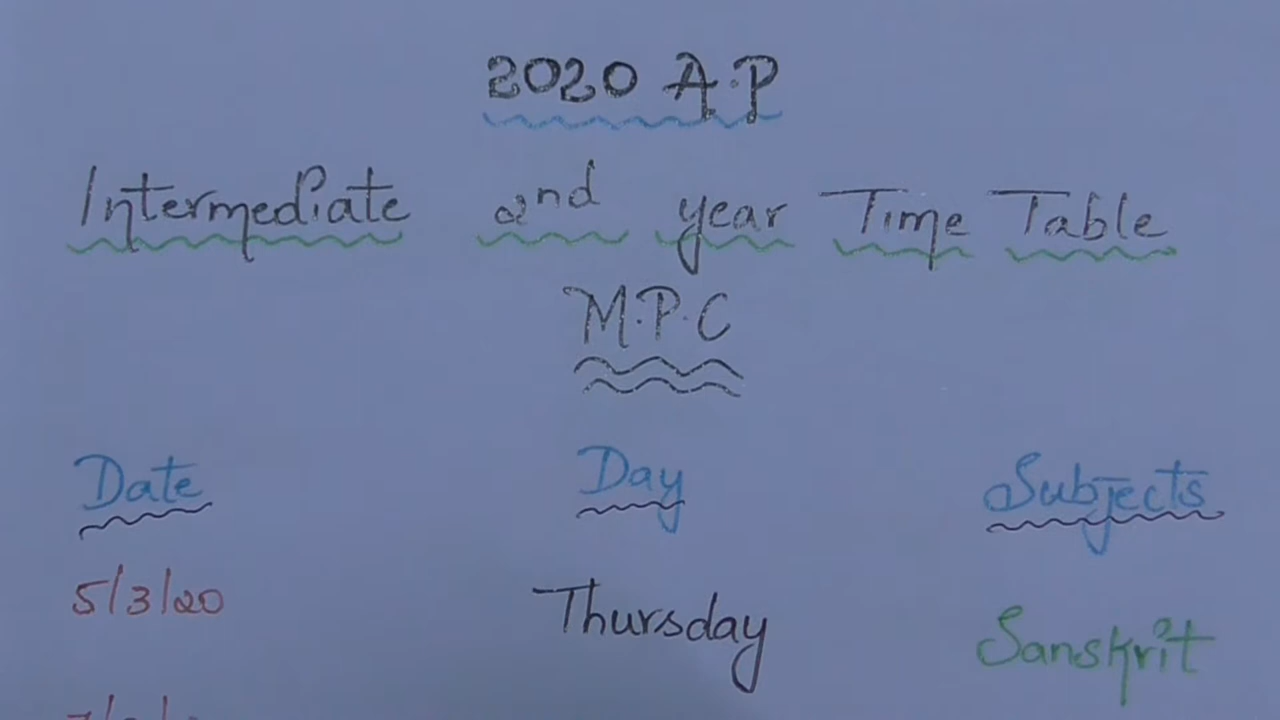 2020 A.P
Intermediate 2nd year Time Table
M.P.C
Date Day Subjects
5/3/20 Thursday Sanskrit